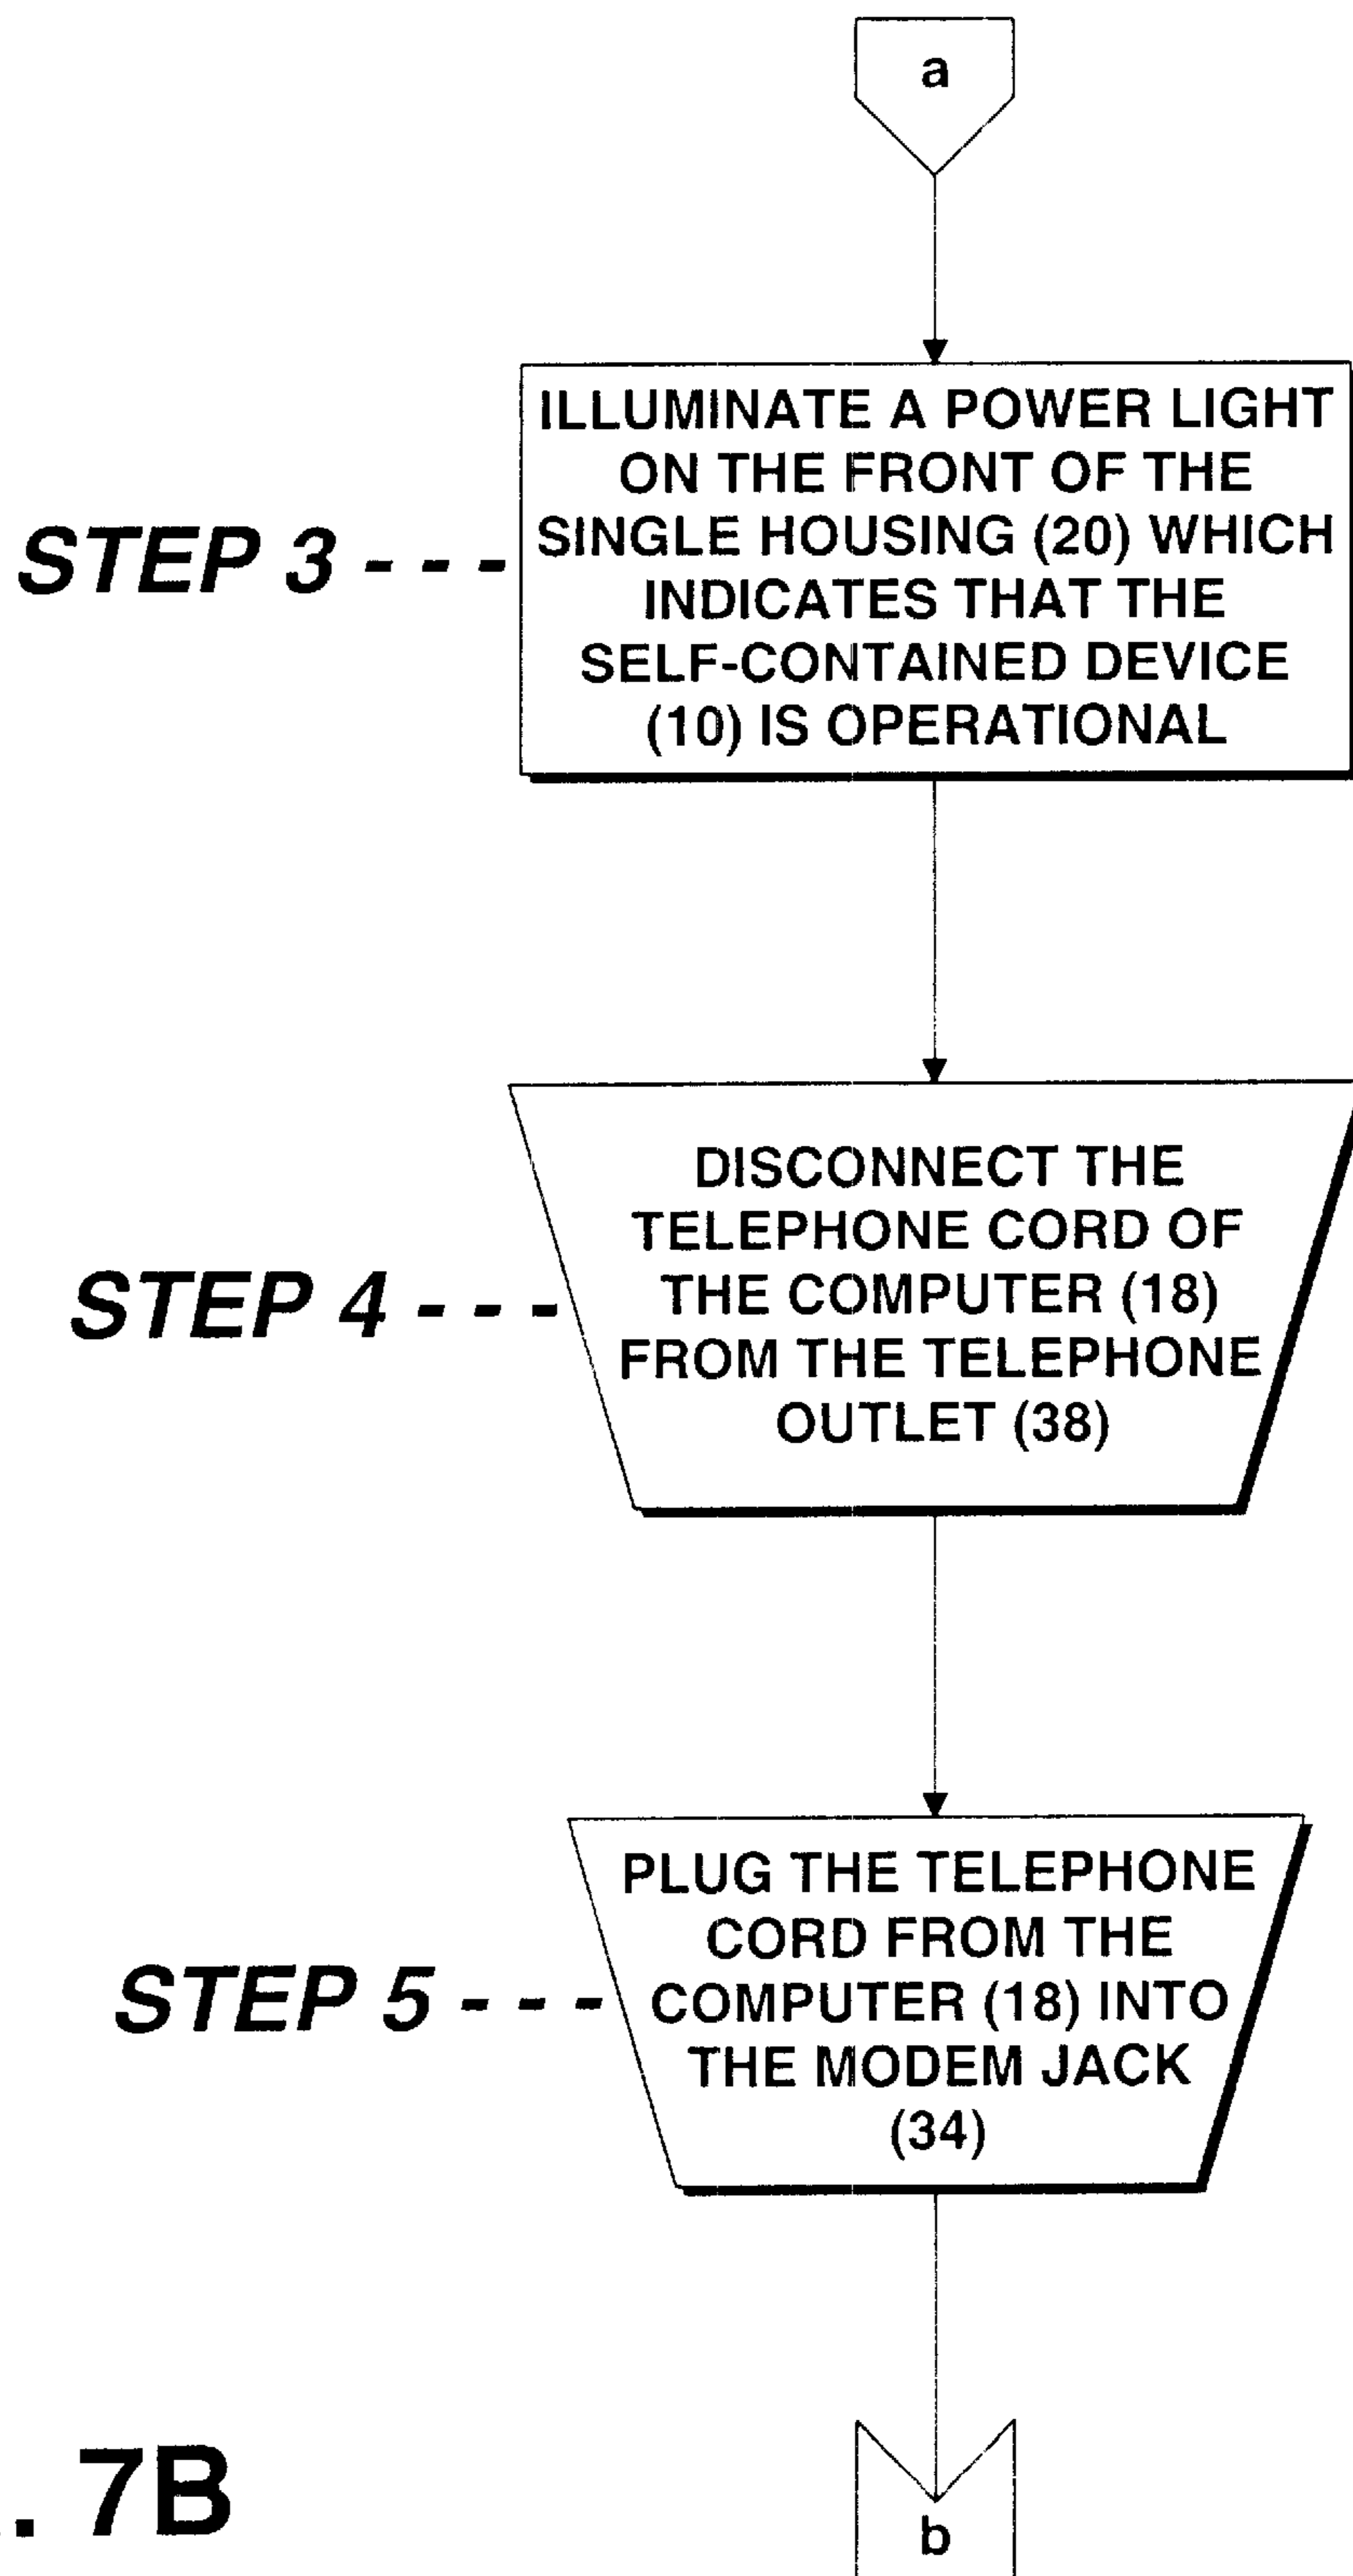 a
ILLUMINATE A POWER LIGHT
ON THE FRONT OF THE
STEP 3 - - - SINGLE HOUSING (20) WHICH
INDICATES THAT THE
SELF-CONTAINED DEVICE
(10) IS OPERATIONAL
DISCONNECT THE
TELEPHONE CORD OF
STEP 4 - - - THE COMPUTER (18)
FROM THE TELEPHONE
OUTLET (38)
PLUG THE TELEPHONE
CORD FROM THE
STEP 5 - - - COMPUTER (18) INTO
THE MODEM JACK
(34)
. 7B
b